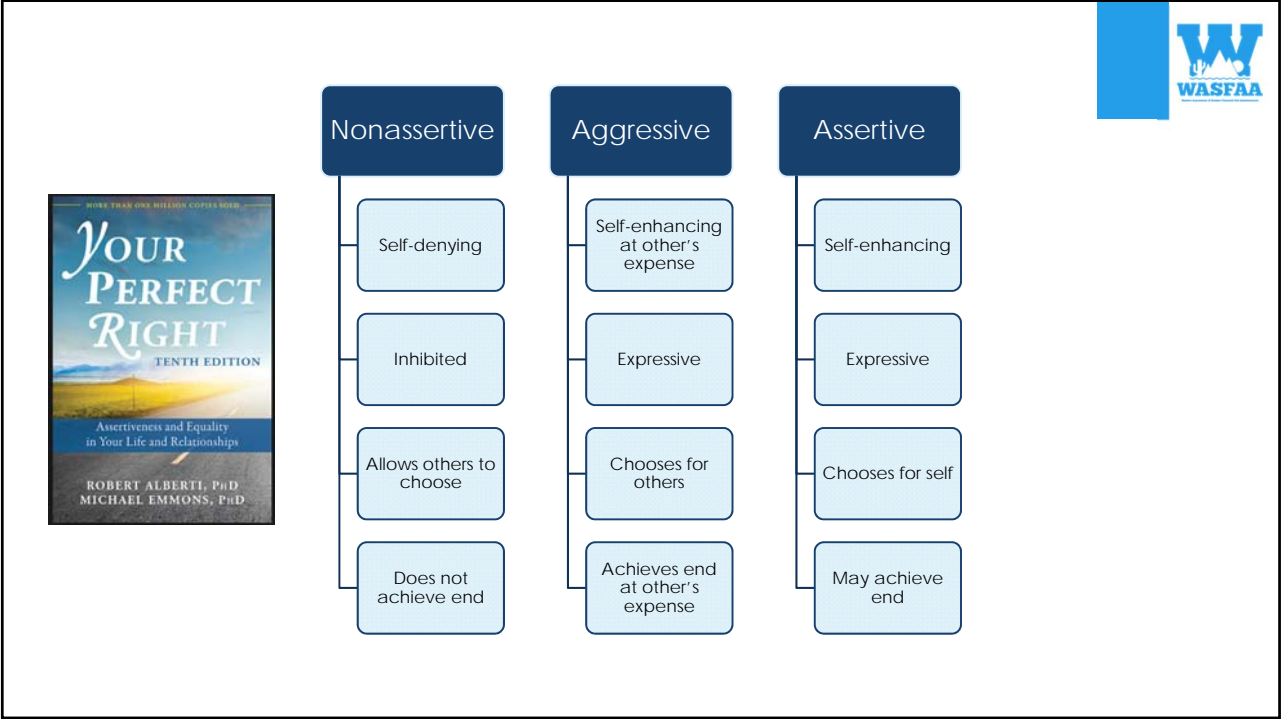 WASFAA
Nonassertive
Self-denying
Inhibited
Allows others to
choose
Does not
achieve end
Aggressive
Self-enhancing
at other's
expense
Expressive
Chooses for
others
Achieves end
at other's
expense
Assertive
Self-enhancing
Expressive
Chooses for self
May achieve
end
MORE THAN ONE MILLION COPIES SOLD
YOUR
PERFECT
RIGHT
TENTH EDITION
Assertiveness and Equality
in Your Life and Relationships
ROBERT ALBERTI, PHD
MICHAEL EMMONS, PHD